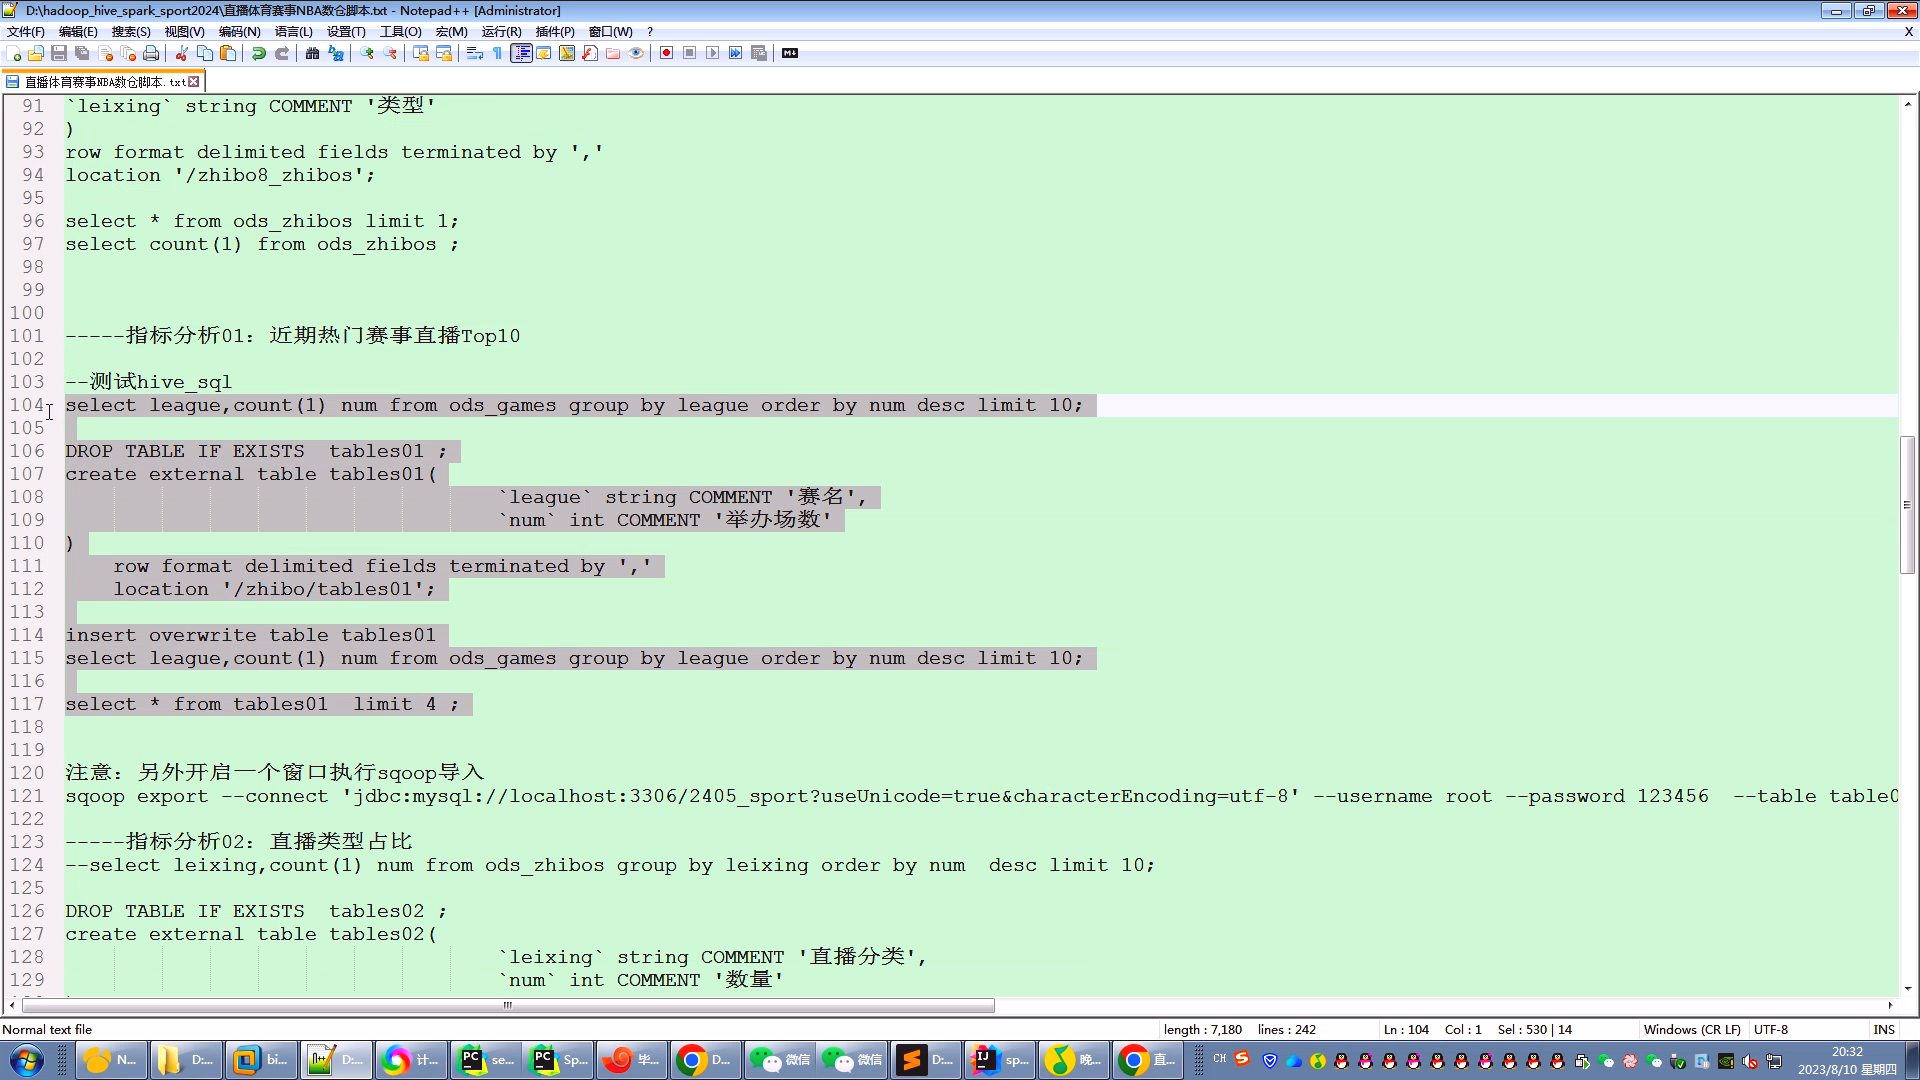 D:\hadoop_hive_spark_sport2024\直播体育赛事NBA数仓脚本.txt - Notepad++ [Administrator]
文件(F) 编辑(E) 搜索(S) 视图(V) 编码(N) 语言(L) 设置(T) 工具(O) 宏(M) 运行(R) 插件(P) 窗口(W) ? X
直播体育赛事NBA数仓脚本.txt
91 `leixing` string COMMENT '类型'
92 )
93 row format delimited fields terminated by ','
94 location '/zhibo8_zhibos';
95
96 select * from ods_zhibos limit 1;
97 select count(1) from ods_zhibos ;
98
99
100
101 -----指标分析01: 近期热门赛事直播Top10
102
103 --测试hive_sql
104 select league,count(1) num from ods_games group by league order by num desc limit 10;
105
106 DROP TABLE IF EXISTS  tables01 ;
107 create external table tables01(
108 `league` string COMMENT '赛名',
109 `num` int COMMENT '举办场数'
110 )
111     row format delimited fields terminated by ','
112     location '/zhibo/tables01';
113
114 insert overwrite table tables01
115 select league,count(1) num from ods_games group by league order by num desc limit 10;
116
117 select * from tables01  limit 4 ;
118
119
120 注意: 另外开启一个窗口执行sqoop导入
121 sqoop export --connect 'jdbc:mysql://localhost:3306/2405_sport?useUnicode=true&characterEncoding=utf-8' --username root --password 123456  --table table0
122
123 -----指标分析02: 直播类型占比
124 --select leixing,count(1) num from ods_zhibos group by leixing order by num  desc limit 10;
125
126 DROP TABLE IF EXISTS  tables02 ;
127 create external table tables02(
128 `leixing` string COMMENT '直播分类',
129 `num` int COMMENT '数量'
Normal text file length : 7,180 lines : 242 Ln : 104 Col : 1 Sel : 530 | 14 Windows (CR LF) UTF-8 INS
N... D:... bi... D:... 计... se... Sp... 毕... D... 微信 微信 D:... sp... 晚... 直... CH 20:32
2023/8/10 星期四